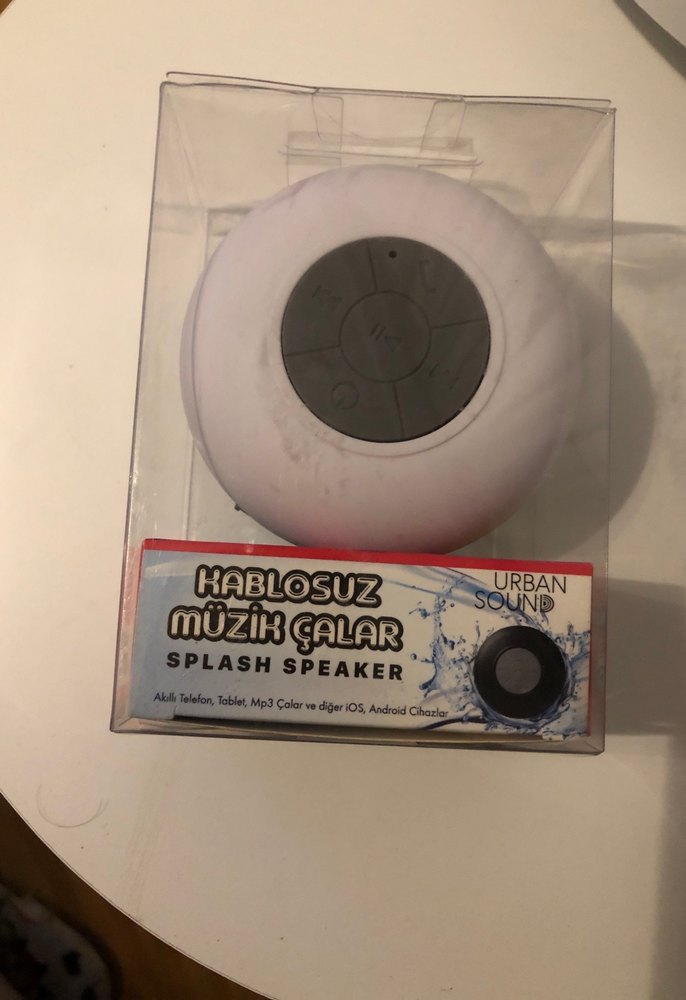 KABLOSUZ
MÜZİK ÇALAR
SPLASH SPEAKER
Akıllı Telefon, Tablet, Mp3 Çalar ve diğer iOS, Android Cihazlar
URBAN
SOUND